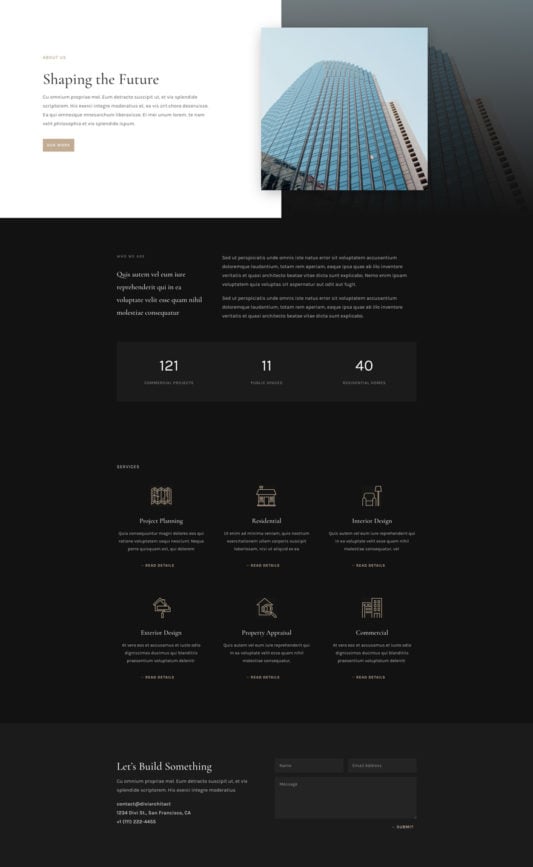 ABOUT US
Shaping the Future
Cu omnium propriae mel. Eum detracto suscipit ut, et vis splendide
scriptorem. His exerci integre moderatius et, ea vis zril choro deseruisse.
Ea qui omnesque mnesarchum liberavisse. Ei mei unum lorem, te nam
velit philosophia et vis splendide ispum.
OUR WORK
WHO WE ARE
Quis autem vel eum iure
reprehenderit qui in ea
voluptate velit esse quam nihil
molestiae consequatur
Sed ut perspiciatis unde omnis iste natus error sit voluptatem accusantium
doloremque laudantium, totam rem aperiam, eaque ipsa quae ab illo inventore
veritatis et quasi architecto beatae vitae dicta sunt explicabo. Nemo enim ipsam
voluptatem quia voluptas sit aspernatur aut odit aut fugit.
Sed ut perspiciatis unde omnis iste natus error sit voluptatem accusantium
doloremque laudantium, totam rem aperiam, eaque ipsa quae ab illo inventore
veritatis et quasi architecto beatae vitae dicta sunt explicabo.
121 11 40
COMMERCIAL PROJECTS PUBLIC SPACES RESIDENTIAL HOMES
SERVICES
Project Planning
Quia consequuntur magni dolores eos qui
ratione voluptatem sequi nesciunt. Neque
porro quisquam est, qui dolorem
→ READ DETAILS
Residential
Ut enim ad minima veniam, quis nostrum
exercitationem ullam corporis suscipit
laboriosam, nisi ut aliquid ex ea
→ READ DETAILS
Interior Design
Quis autem vel eum iure reprehenderit qui
in ea voluptate velit esse quam nihil
molestiae consequatur, vel
→ READ DETAILS
Exterior Design
At vero eos et accusamus et iusto odio
dignissimos ducimus qui blanditiis
praesentium voluptatum deleniti
→ READ DETAILS
Property Appraisal
Quis autem vel eum iure reprehenderit qui
in ea voluptate velit esse quam nihil
molestiae consequatur,
→ READ DETAILS
Commercial
At vero eos et accusamus et iusto odio
dignissimos ducimus qui blanditiis
praesentium voluptatum deleniti
→ READ DETAILS
Let's Build Something
Cu omnium propriae mel. Eum detracto suscipit ut, et vis
splendide scriptorem. His exerci integre moderatius
contact@diviarchitect
1234 Divi St., San Francisco, CA
+1 (111) 222-4455
Name
Email Address
Message
→ SUBMIT